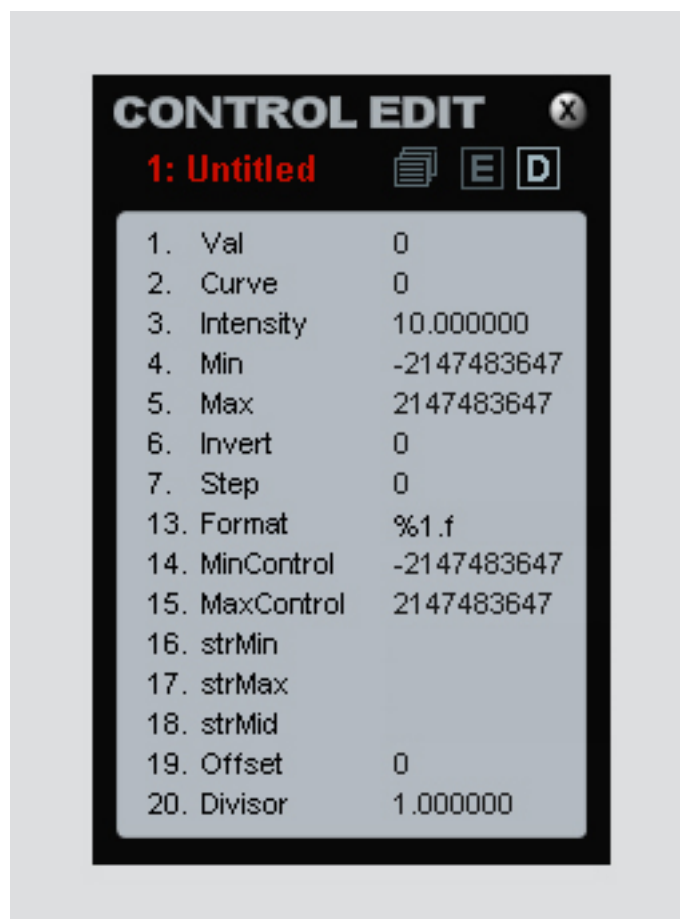 CONTROL EDIT X
1: Untitled E D
1. Val 0
2. Curve 0
3. Intensity 10.000000
4. Min -2147483647
5. Max 2147483647
6. Invert 0
7. Step 0
13. Format %1.f
14. MinControl -2147483647
15. MaxControl 2147483647
16. strMin
17. strMax
18. strMid
19. Offset 0
20. Divisor 1.000000